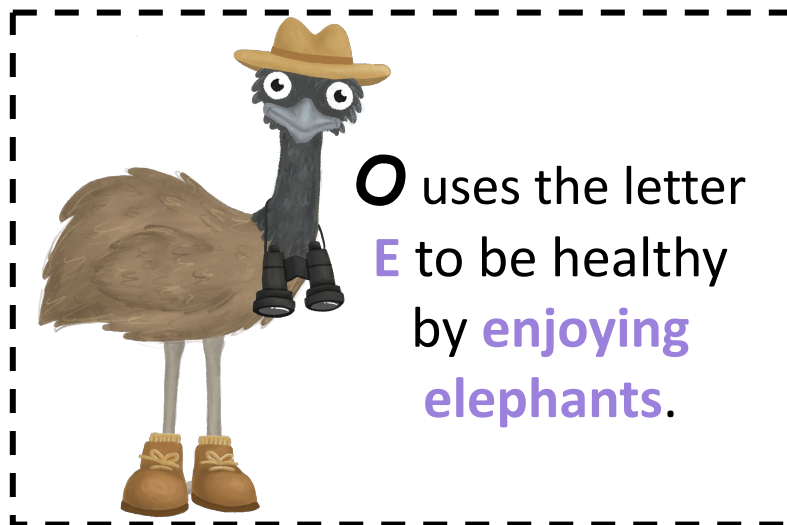 O uses the letter
E to be healthy
by enjoying
elephants.